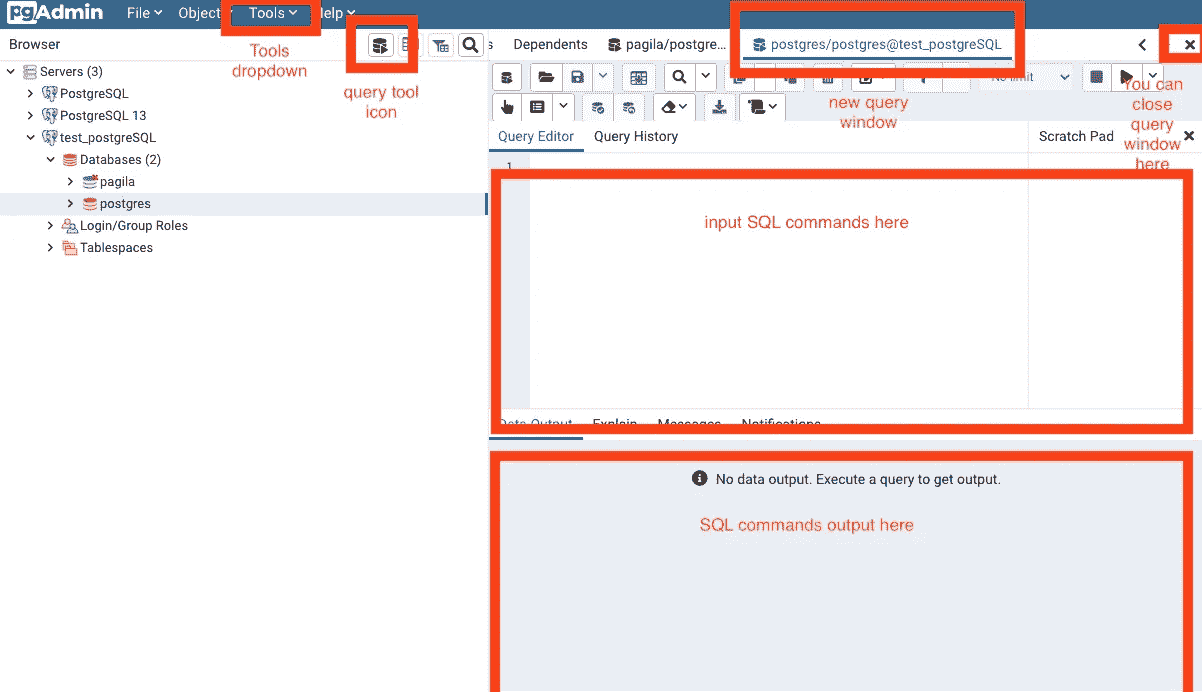 pgAdmin File Object Tools Help
Browser
s Dependents pagila/postgre... postgres/postgres@test_postgreSQL
Tools
dropdown
query tool
icon
Servers (3)
PostgreSQL
PostgreSQL 13
test_postgreSQL
Databases (2)
pagila
postgres
Login/Group Roles
Tablespaces
No limit
new query
window
You can
close
query
window
here
Query Editor Query History
Scratch Pad
1
input SQL commands here
Data Output Explain Messages Notifications
No data output. Execute a query to get output.
SQL commands output here